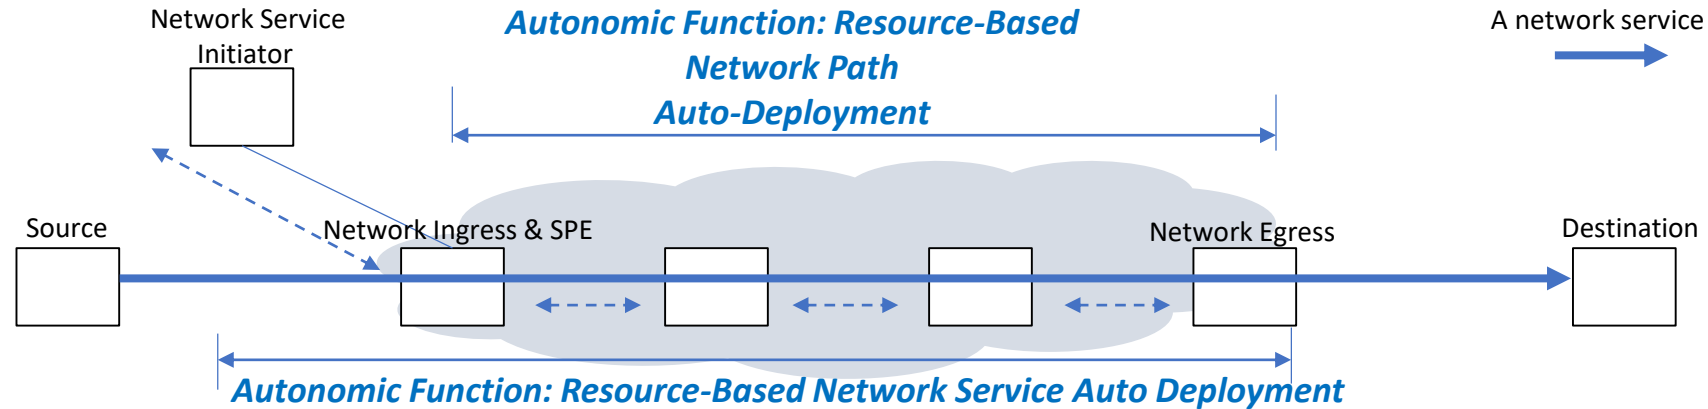 Network Service
Initiator
Autonomic Function: Resource-Based
Network Path
Auto-Deployment
A network service
Source
Network Ingress & SPE
Network Egress
Destination
Autonomic Function: Resource-Based Network Service Auto Deployment